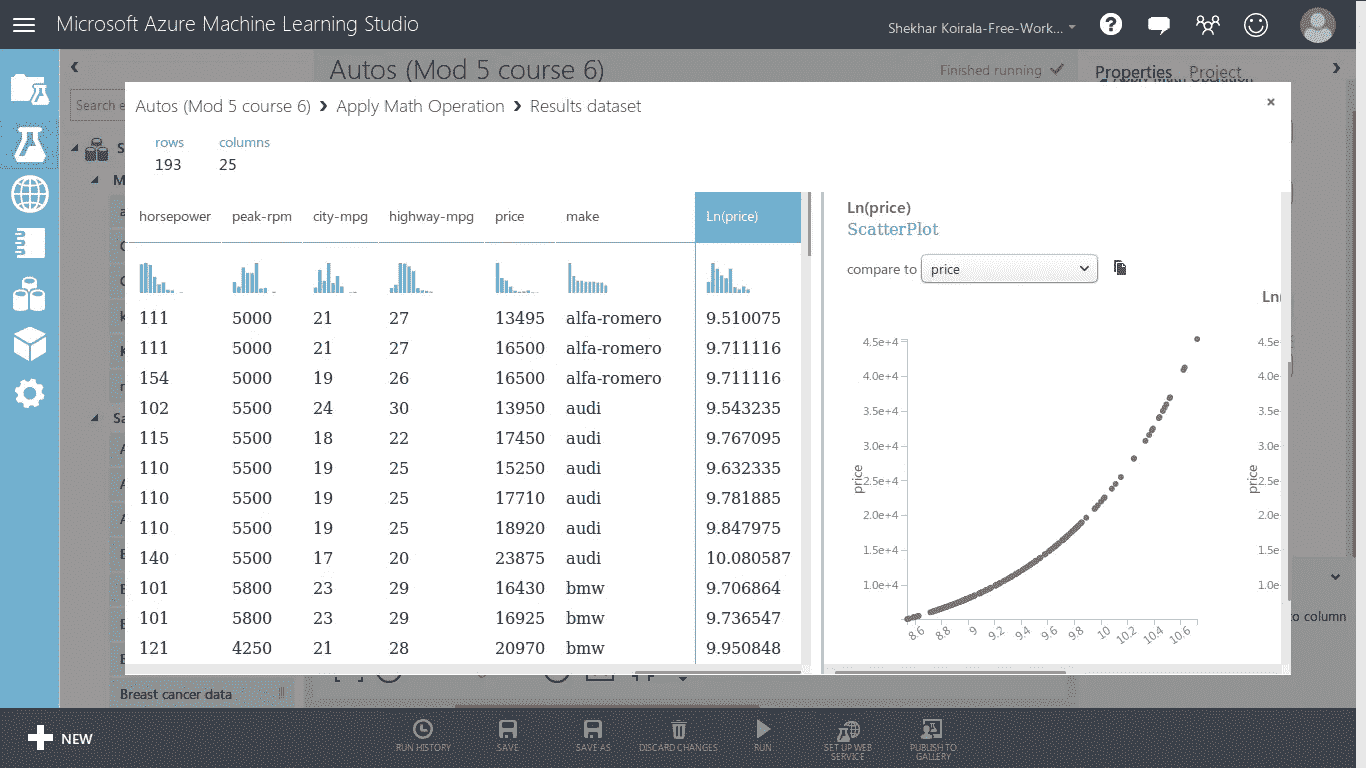 Microsoft Azure Machine Learning Studio
Shekhar Koirala-Free-Work...
Autos (Mod 5 course 6)
Finished running
Properties Project
Search e
Autos (Mod 5 course 6) > Apply Math Operation > Results dataset
rows columns
193 25
horsepower peak-rpm city-mpg highway-mpg price make Ln(price)
111 5000 21 27 13495 alfa-romero 9.510075
111 5000 21 27 16500 alfa-romero 9.711116
154 5000 19 26 16500 alfa-romero 9.711116
102 5500 24 30 13950 audi 9.543235
115 5500 18 22 17450 audi 9.767095
110 5500 19 25 15250 audi 9.632335
110 5500 19 25 17710 audi 9.781885
110 5500 19 25 18920 audi 9.847975
140 5500 17 20 23875 audi 10.080587
101 5800 23 29 16430 bmw 9.706864
101 5800 23 29 16925 bmw 9.736547
121 4250 21 28 20970 bmw 9.950848
Ln(price)
ScatterPlot
compare to price
Ln(
4.5e+4
4.0e+4
3.5e+4
3.0e+4
2.5e+4
2.0e+4
1.5e+4
1.0e+4
price
8.6 8.8 9 9.2 9.4 9.6 9.8 10 10.2 10.4 10.6
4.5e
4.0e
3.5e
3.0e
2.5e
2.0e
1.5e
1.0e
price
to column
Breast cancer data
NEW
RUN HISTORY
SAVE
SAVE AS
DISCARD CHANGES
RUN
SET UP WEB
SERVICE
PUBLISH TO
GALLERY